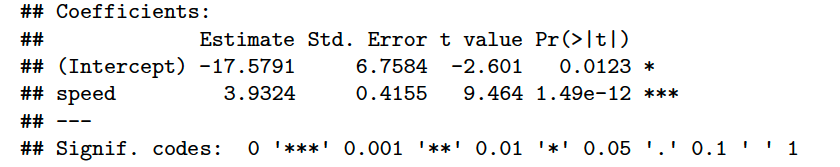 ## Coefficients:
##             Estimate Std. Error t value Pr(>|t|)
## (Intercept) -17.5791     6.7584  -2.601   0.0123 *
## speed         3.9324     0.4155   9.464 1.49e-12 ***
## ---
## Signif. codes:  0 '***' 0.001 '**' 0.01 '*' 0.05 '.' 0.1 ' ' 1